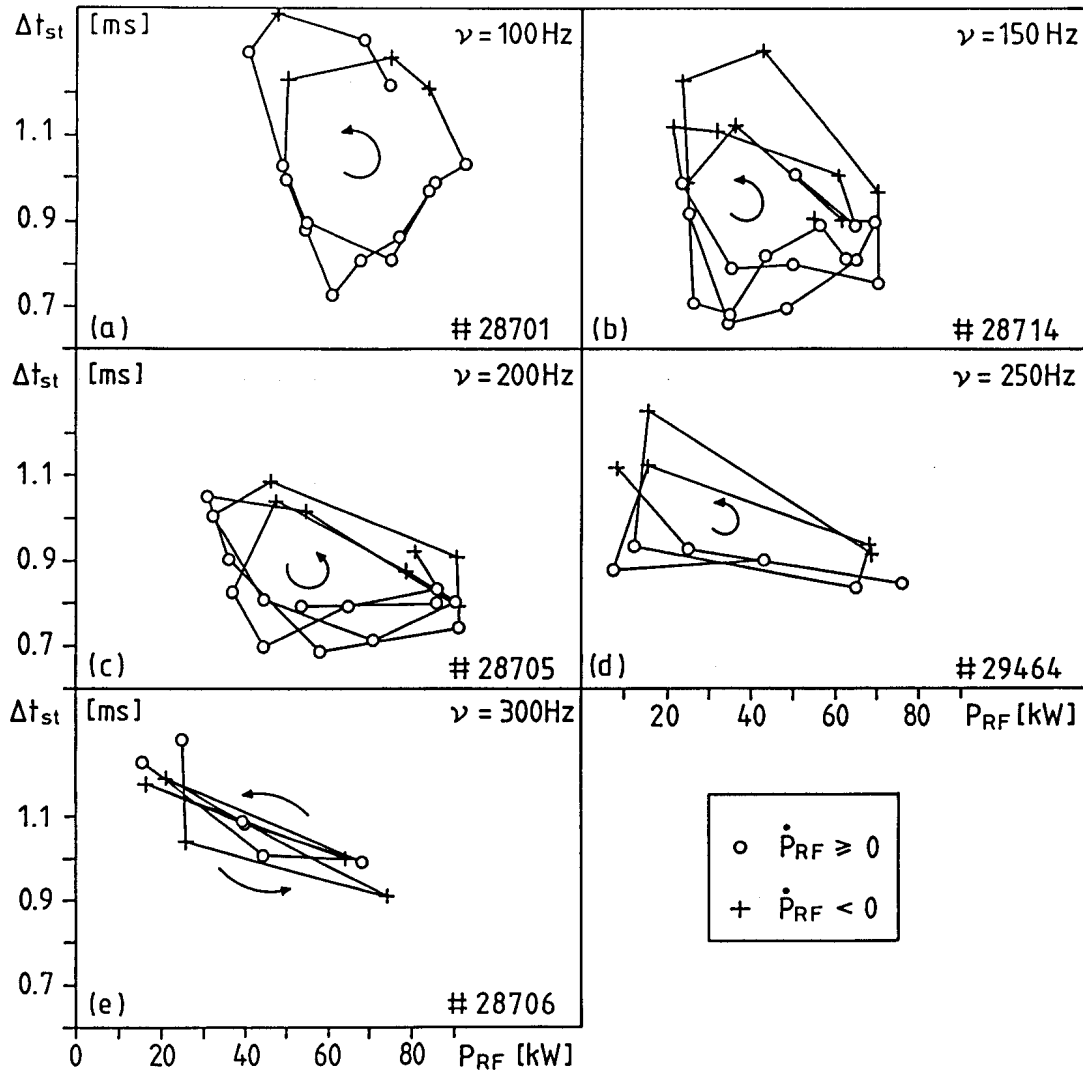 Δt_st [ms] ν = 100 Hz
1.1
0.9
0.7
(a) # 28701
ν = 150 Hz
(b) # 28714
Δt_st [ms] ν = 200 Hz
1.1
0.9
0.7
(c) # 28705
ν = 250 Hz
(d) # 29464
20 60 80 P_RF [kW]
Δt_st [ms] ν = 300 Hz
1.1
0.9
0.7
(e) # 28706
0 20 40 60 80 P_RF [kW]
○ Ṗ_RF ⩾ 0
+ Ṗ_RF < 0